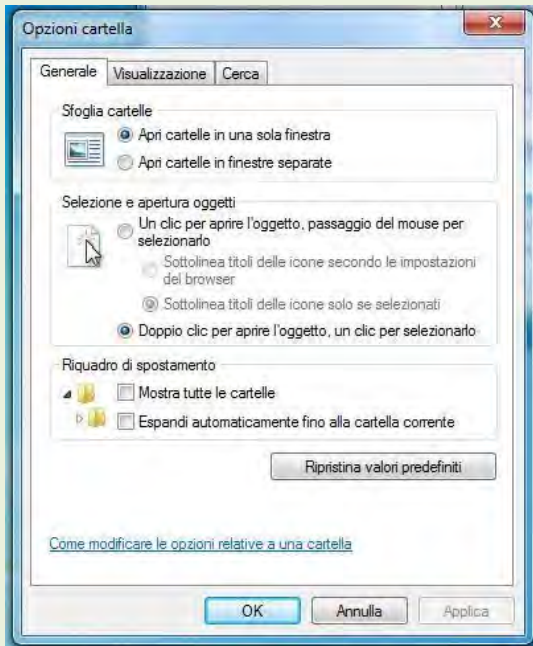 Opzioni cartella
Generale
Visualizzazione
Cerca
Sfoglia cartelle
Apri cartelle in una sola finestra
Apri cartelle in finestre separate
Selezione e apertura oggetti
Un clic per aprire l'oggetto, passaggio del mouse per
selezionarlo
Sottolinea titoli delle icone secondo le impostazioni
del browser
Sottolinea titoli delle icone solo se selezionati
Doppio clic per aprire l'oggetto, un clic per selezionarlo
Riquadro di spostamento
Mostra tutte le cartelle
Espandi automaticamente fino alla cartella corrente
Ripristina valori predefiniti
Come modificare le opzioni relative a una cartella
OK
Annulla
Applica